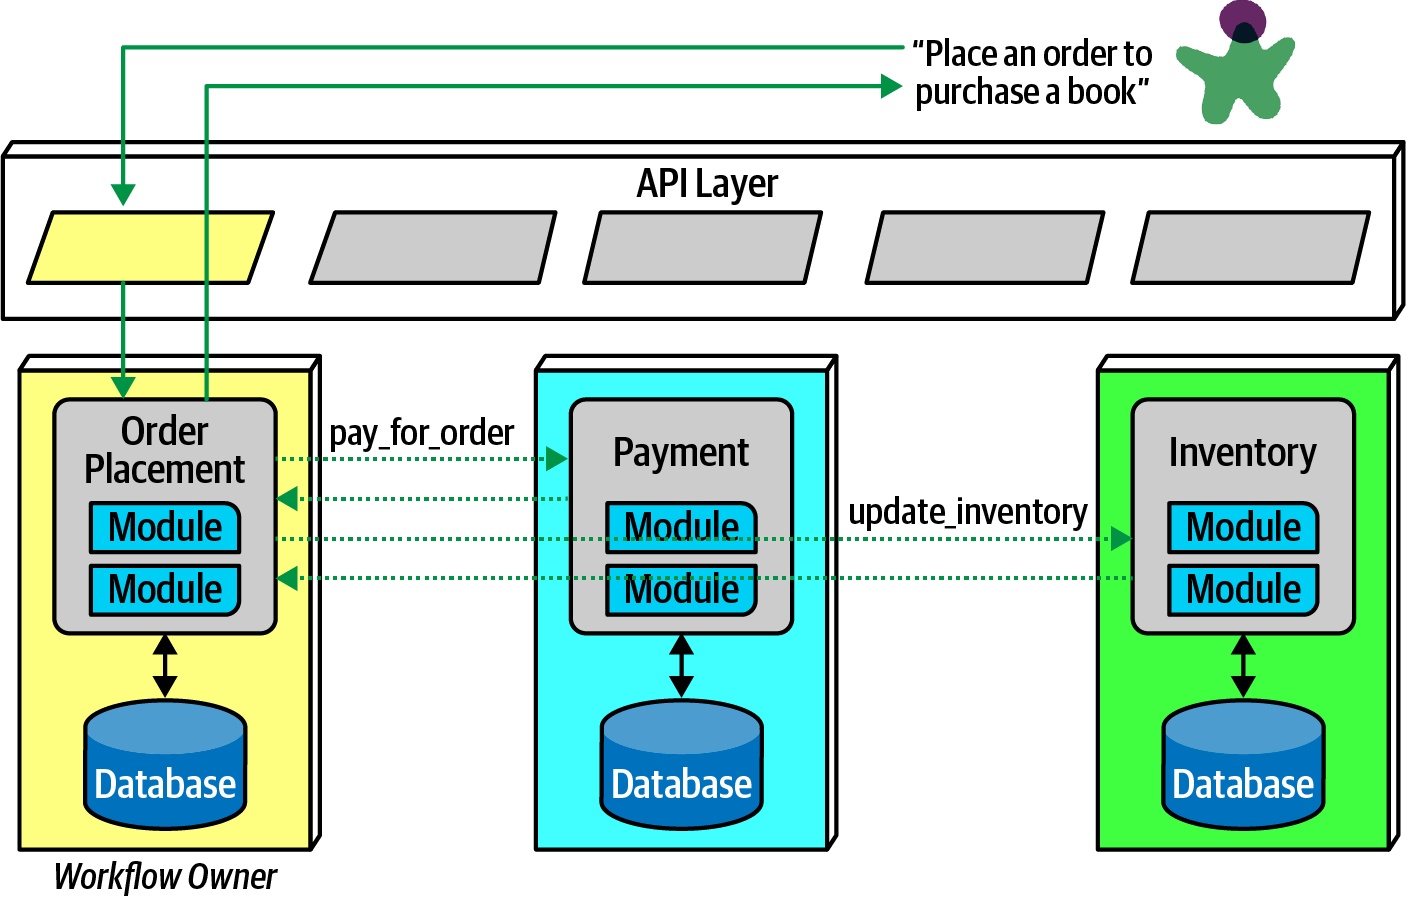 “Place an order to
purchase a book”
API Layer
Order
Placement
Module
Module
Database
Workflow Owner
pay_for_order
Payment
Module
Module
Database
update_inventory
Inventory
Module
Module
Database